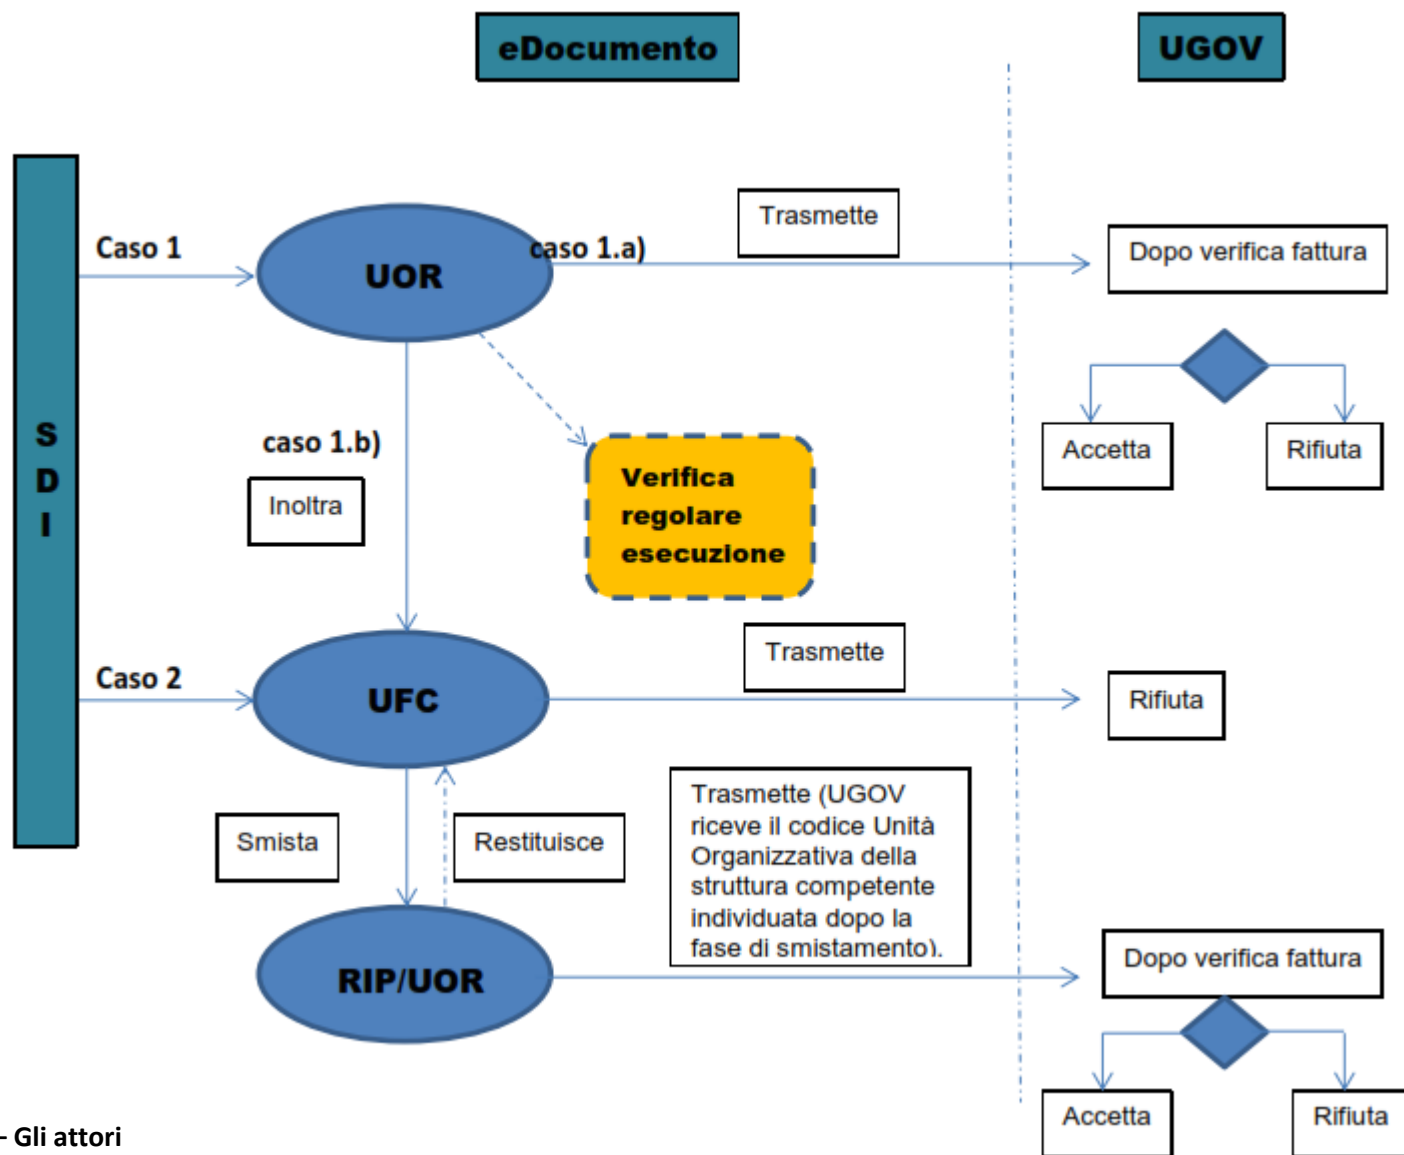 eDocumento
UGOV
Trasmette
Caso 1
caso 1.a)
Dopo verifica fattura
UOR
S
D
I
caso 1.b)
Inoltra
Verifica
regolare
esecuzione
Accetta
Rifiuta
Trasmette
Caso 2
UFC
Rifiuta
Smista
Restituisce
Trasmette (UGOV
riceve il codice Unità
Organizzativa della
struttura competente
individuata dopo la
fase di smistamento).
RIP/UOR
Dopo verifica fattura
Accetta
Rifiuta
– Gli attori